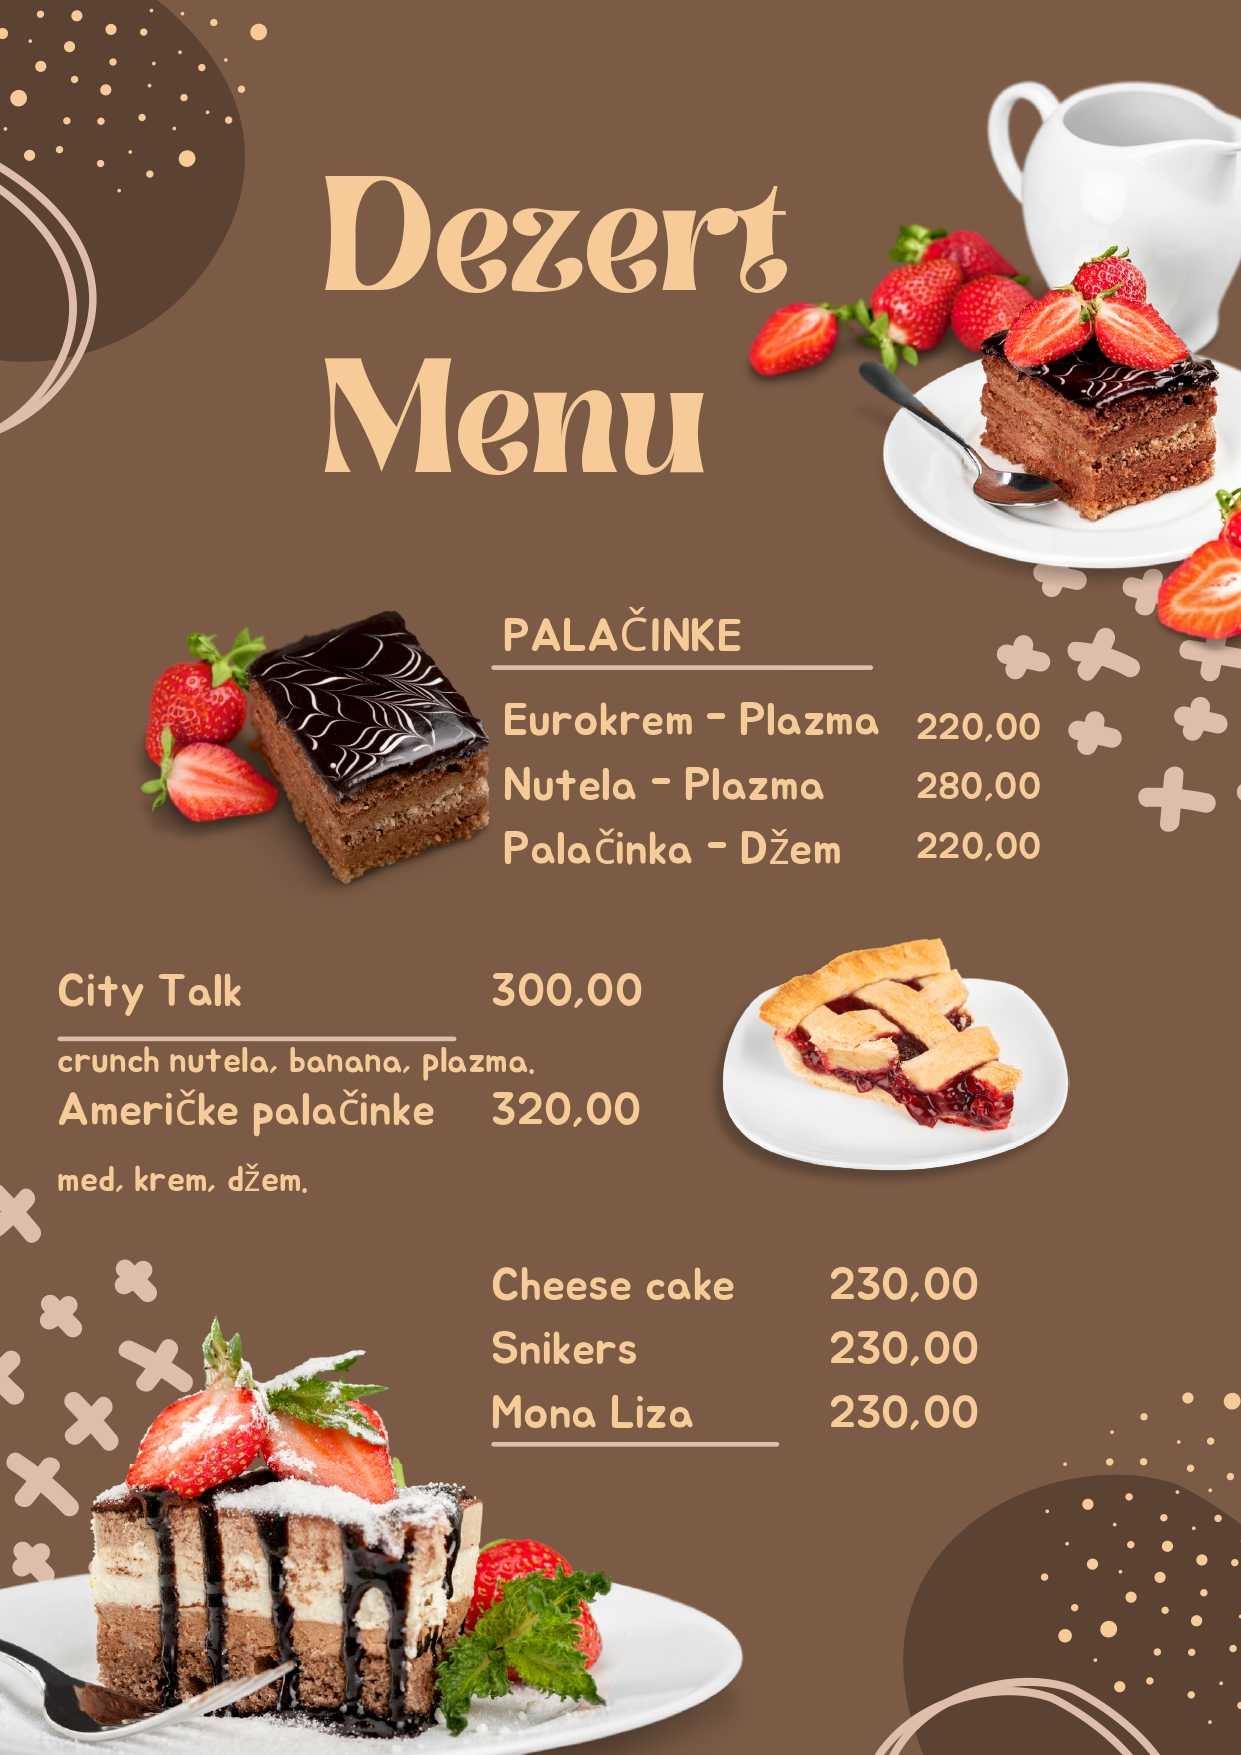 Dezert
Menu
PALAČINKE
Eurokrem - Plazma 220,00
Nutela - Plazma 280,00
Palačinka - Džem 220,00
City Talk 300,00
crunch nutela, banana, plazma.
Američke palačinke 320,00
med, krem, džem.
Cheese cake 230,00
Snikers 230,00
Mona Liza 230,00